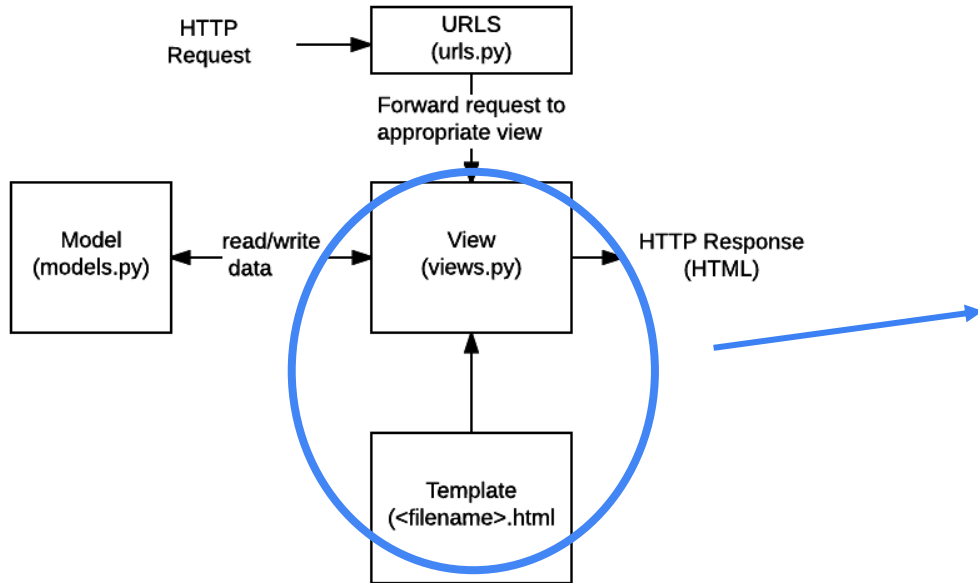 HTTP
Request
URLS
(urls.py)
Forward request to
appropriate view
Model
(models.py)
read/write
data
View
(views.py)
HTTP Response
(HTML)
Template
(<filename>.html